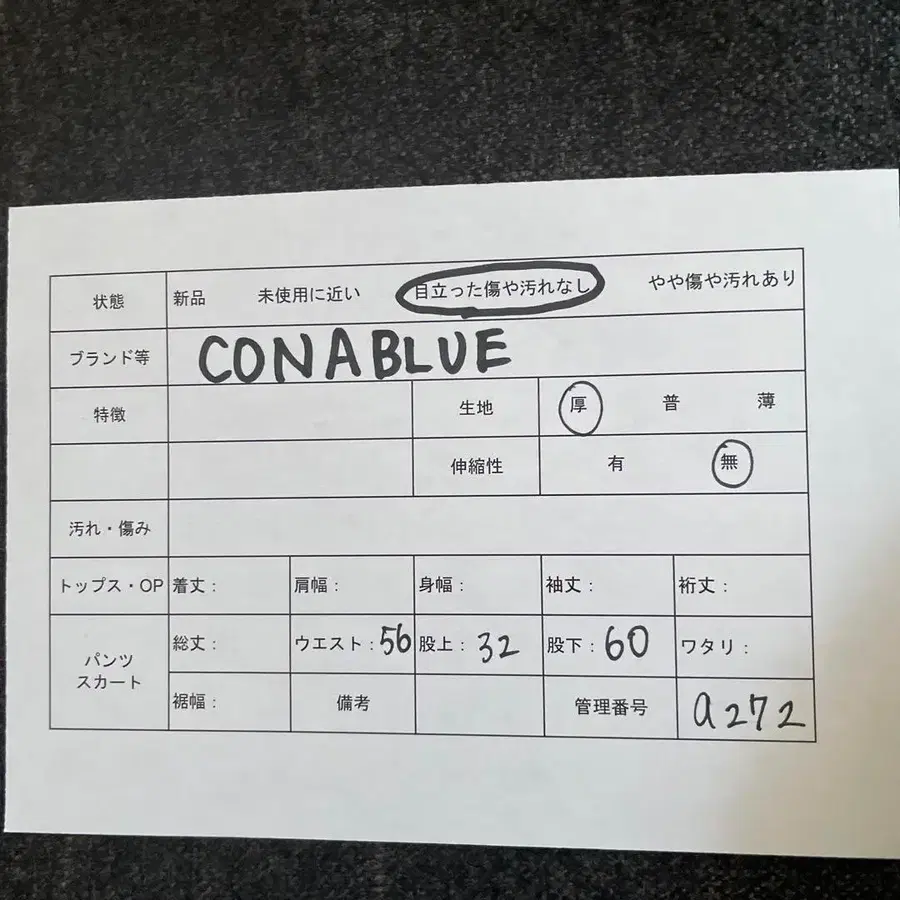 状態 新品 未使用に近い 目立った傷や汚れなし やや傷や汚れあり
ブランド等 CONABLUE
特徴 生地 厚 普 薄
伸縮性 有 無
汚れ・傷み
トップス・OP 着丈: 肩幅: 身幅: 袖丈: 裄丈:
パンツ スカート 総丈: ウエスト:56 股上:32 股下:60 ワタリ:
裾幅: 備考 管理番号 a272